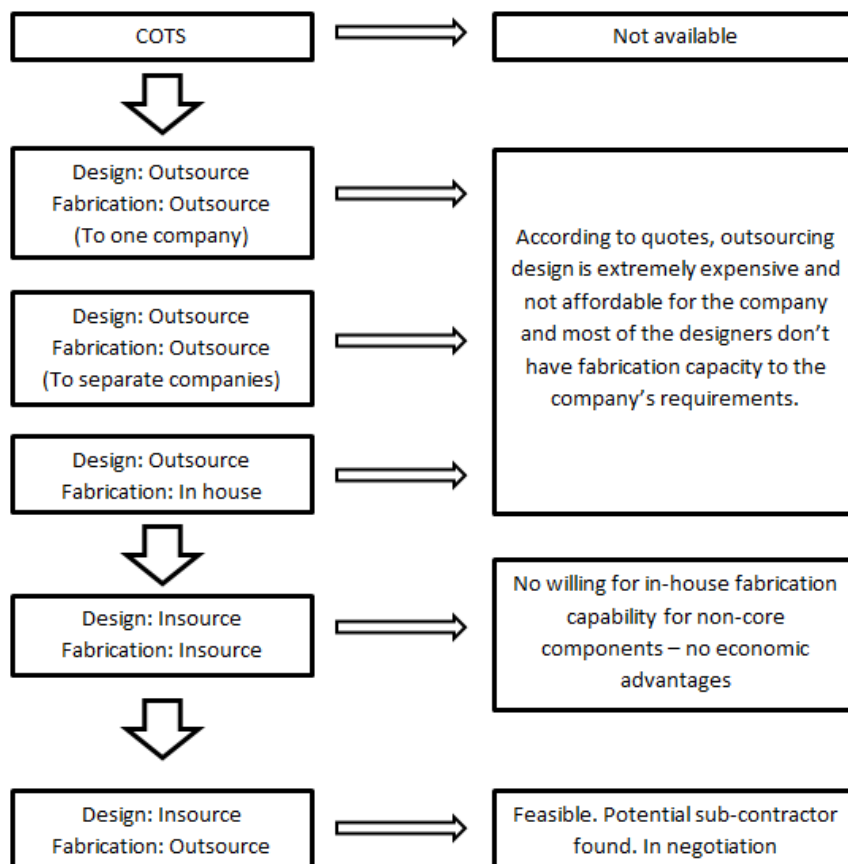 COTS
Not available
Design: Outsource
Fabrication: Outsource
(To one company)
According to quotes, outsourcing
design is extremely expensive and
not affordable for the company
and most of the designers don’t
have fabrication capacity to the
company’s requirements.
Design: Outsource
Fabrication: Outsource
(To separate companies)
Design: Outsource
Fabrication: In house
Design: Insource
Fabrication: Insource
No willing for in-house fabrication
capability for non-core
components – no economic
advantages
Design: Insource
Fabrication: Outsource
Feasible. Potential sub-contractor
found. In negotiation